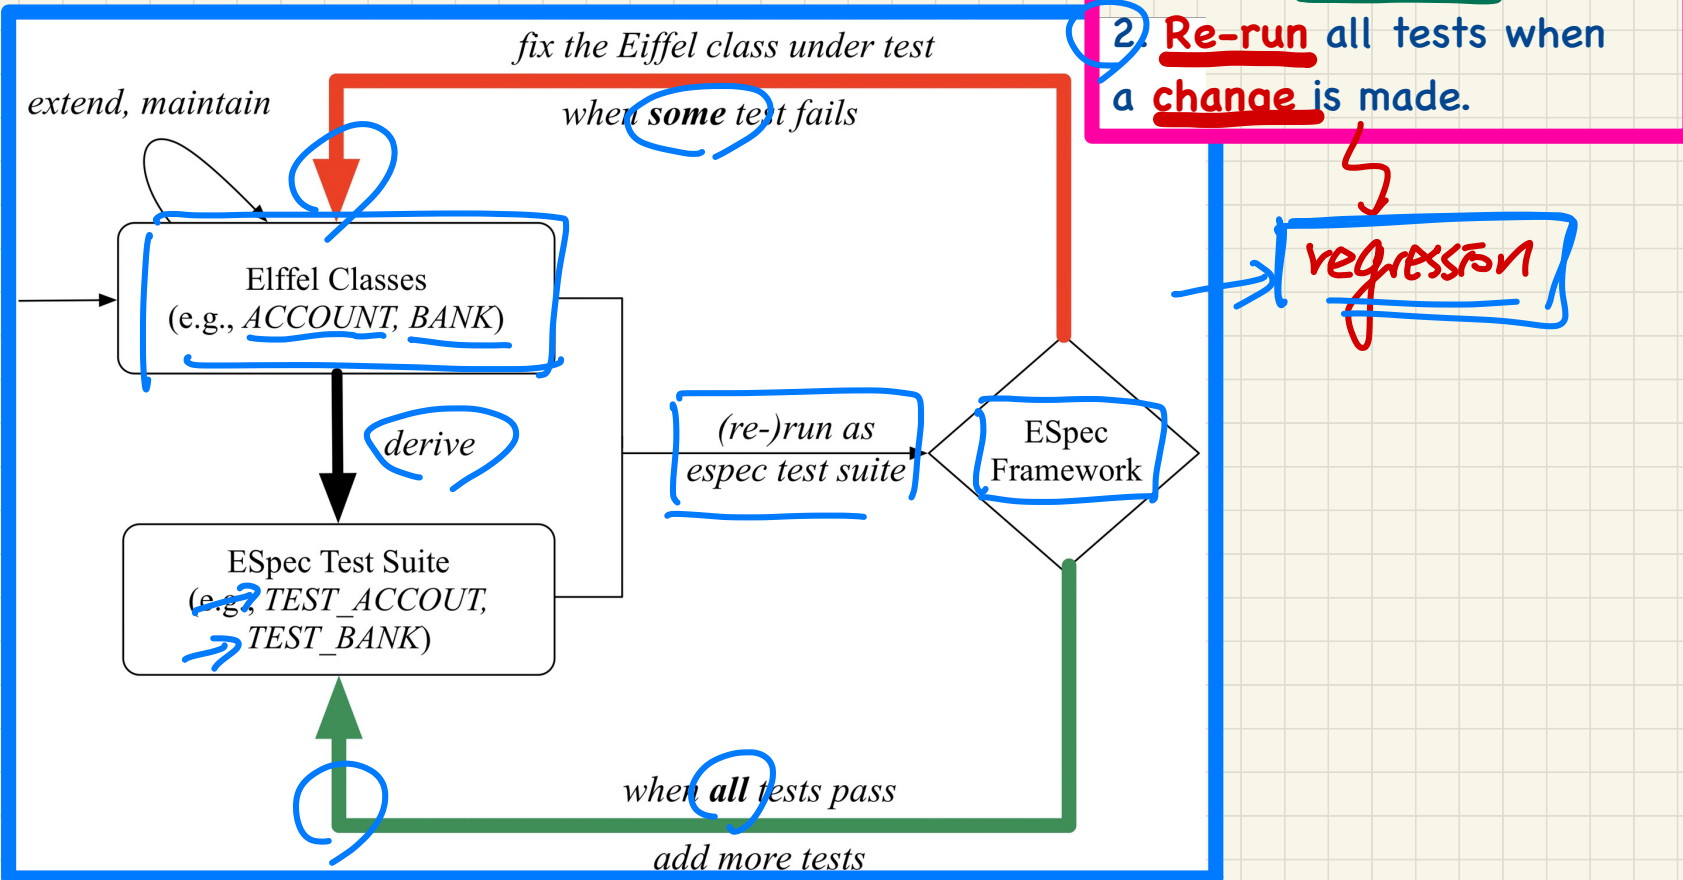 fix the Eiffel class under test
when some test fails
extend, maintain
2. Re-run all tests when
a change is made.
regression
EIffel Classes
(e.g., ACCOUNT, BANK)
derive
(re-)run as
espec test suite
ESpec
Framework
ESpec Test Suite
(e.g., TEST_ACCOUT,
TEST_BANK)
when all tests pass
add more tests